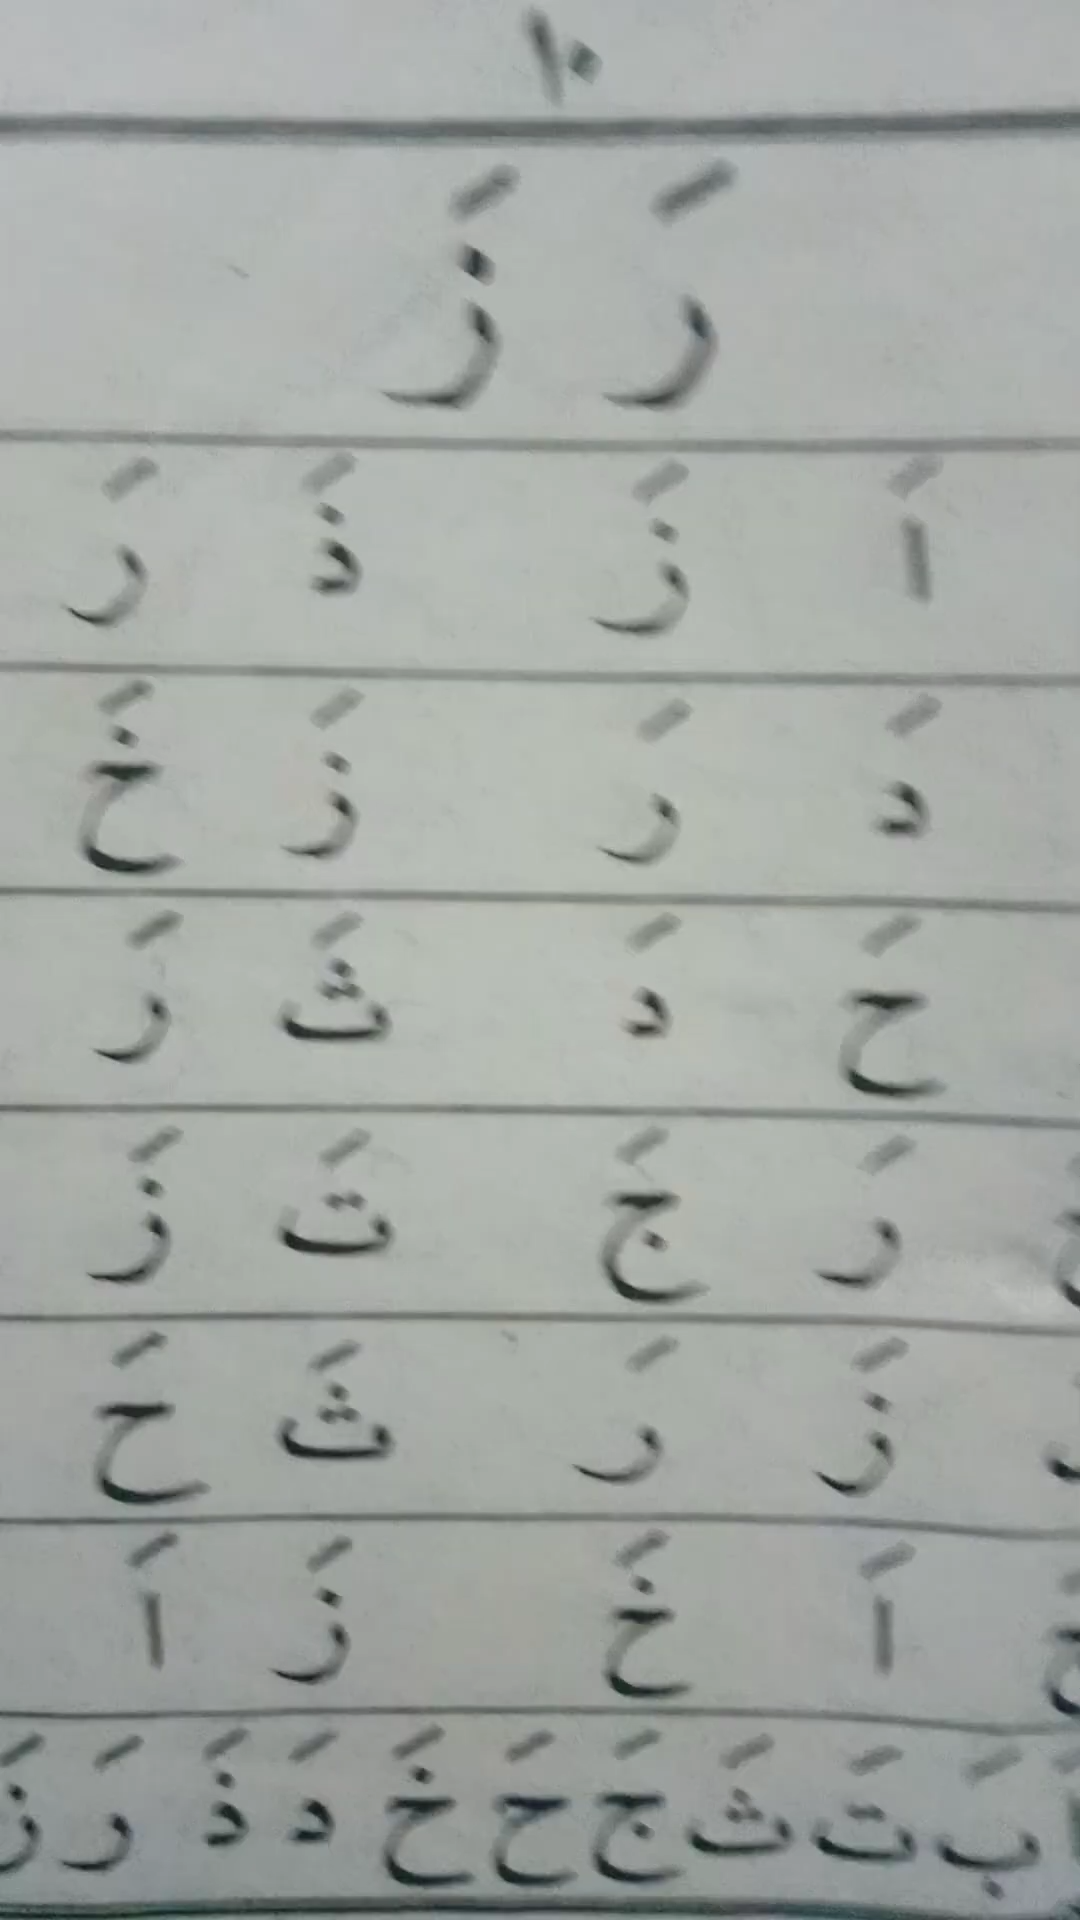 ١٠
رَ زَ
اَ زَ ذَ رَ
دَ رَ زَ خَ
حَ دَ ثَ رَ
رَ جَ تَ زَ
زَ رَ ثَ حَ
اَ خَ زَ اَ
بَ تَ ثَ جَ حَ خَ دَ ذَ رَ زَ